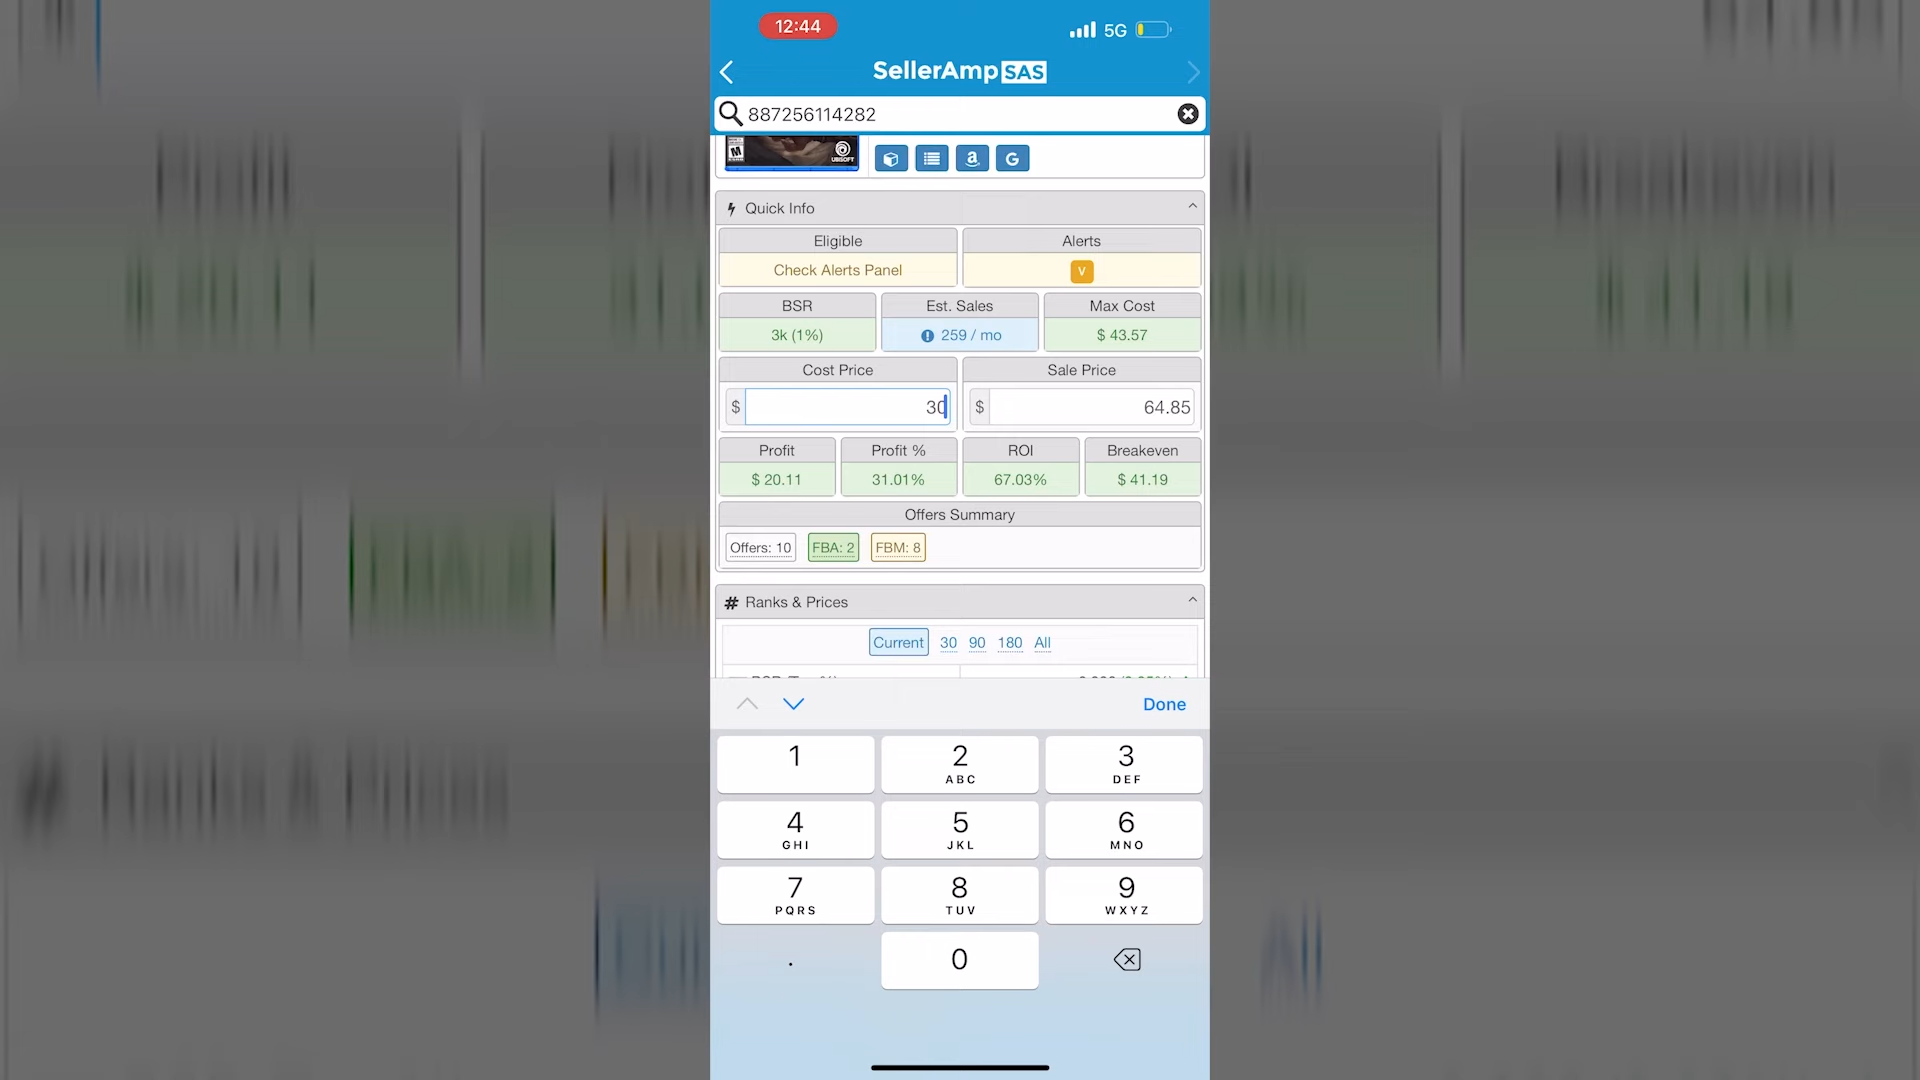 12:44
5G
SellerAmp SAS
887256114282
M
UBISOFT
a
G
Quick Info
Eligible
Alerts
Check Alerts Panel
V
BSR
Est. Sales
Max Cost
3k (1%)
259 / mo
$ 43.57
Cost Price
Sale Price
$ 30
$ 64.85
Profit
Profit %
ROI
Breakeven
$ 20.11
31.01%
67.03%
$ 41.19
Offers Summary
Offers: 10
FBA: 2
FBM: 8
# Ranks & Prices
Current 30 90 180 All
Done
1
2
ABC
3
DEF
4
GHI
5
JKL
6
MNO
7
PQRS
8
TUV
9
WXYZ
.
0